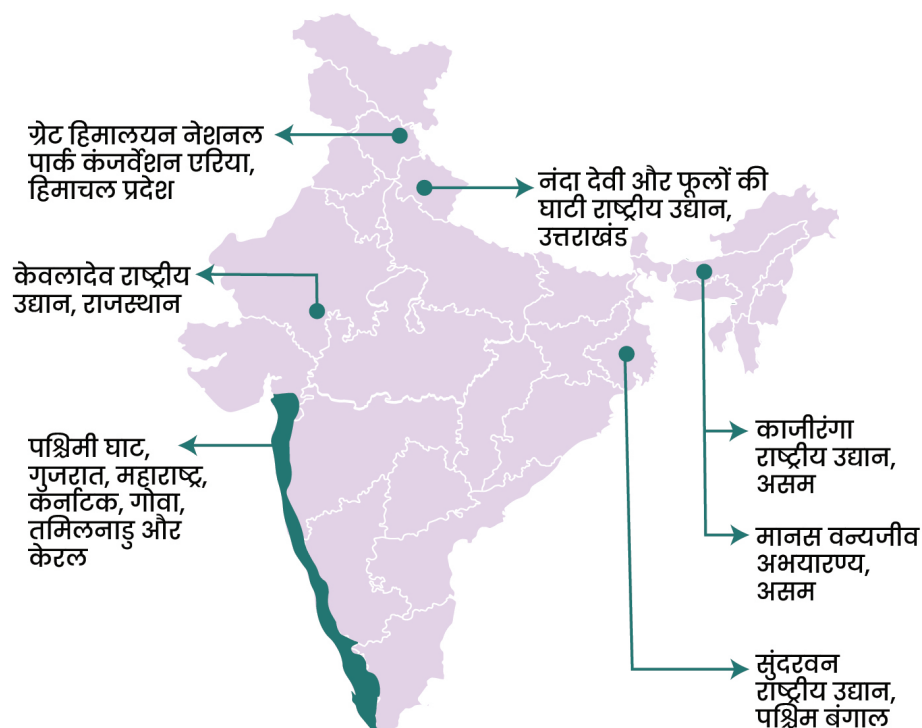 ग्रेट हिमालयन नेशनल
पार्क कंजर्वेशन एरिया,
हिमाचल प्रदेश
नंदा देवी और फूलों की
घाटी राष्ट्रीय उद्यान,
उत्तराखंड
केवलादेव राष्ट्रीय
उद्यान, राजस्थान
पश्चिमी घाट,
गुजरात, महाराष्ट्र,
कर्नाटक, गोवा,
तमिलनाडु और
केरल
काजीरंगा
राष्ट्रीय उद्यान,
असम
मानस वन्यजीव
अभयारण्य,
असम
सुंदरवन
राष्ट्रीय उद्यान,
पश्चिम बंगाल